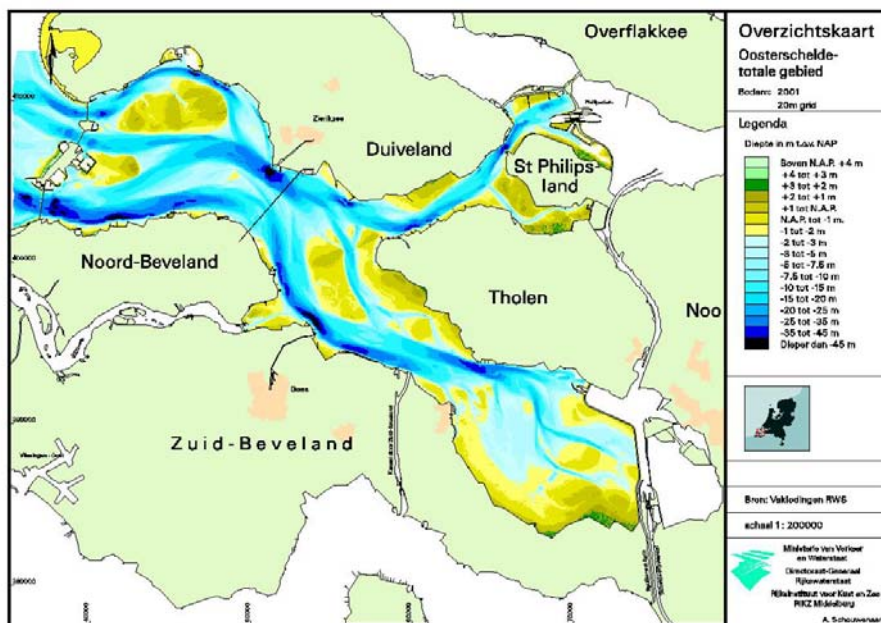 Overflakkee
Zierikzee
Duiveland
St Philips-
land
Noord-Beveland
Tholen
Noo
Goes
Zuid-Beveland
Overzichtskaart
Oosterschelde-
totale gebied
Bodem: 2001
20m grid
Legenda
Diepte in m t.o.v. NAP
Boven N.A.P. +4 m
+4 tot +3 m
+3 tot +2 m
+2 tot +1 m
+1 tot N.A.P.
N.A.P. tot -1 m.
-1 tot -2 m
-2 tot -3 m
-3 tot -5 m
-5 tot -7.5 m
-7.5 tot -10 m
-10 tot -15 m
-15 tot -20 m
-20 tot -25 m
-25 tot -35 m
-35 tot -45 m
Dieper dan -45 m
Bron: Vaklodingen RWS
schaal 1: 200000
Ministerie van Verkeer
en Waterstaat
Directoraat-Generaal
Rijkswaterstaat
Rijksinstituut voor Kust en Zee
RIKZ Middelburg
A. Schouwenaar